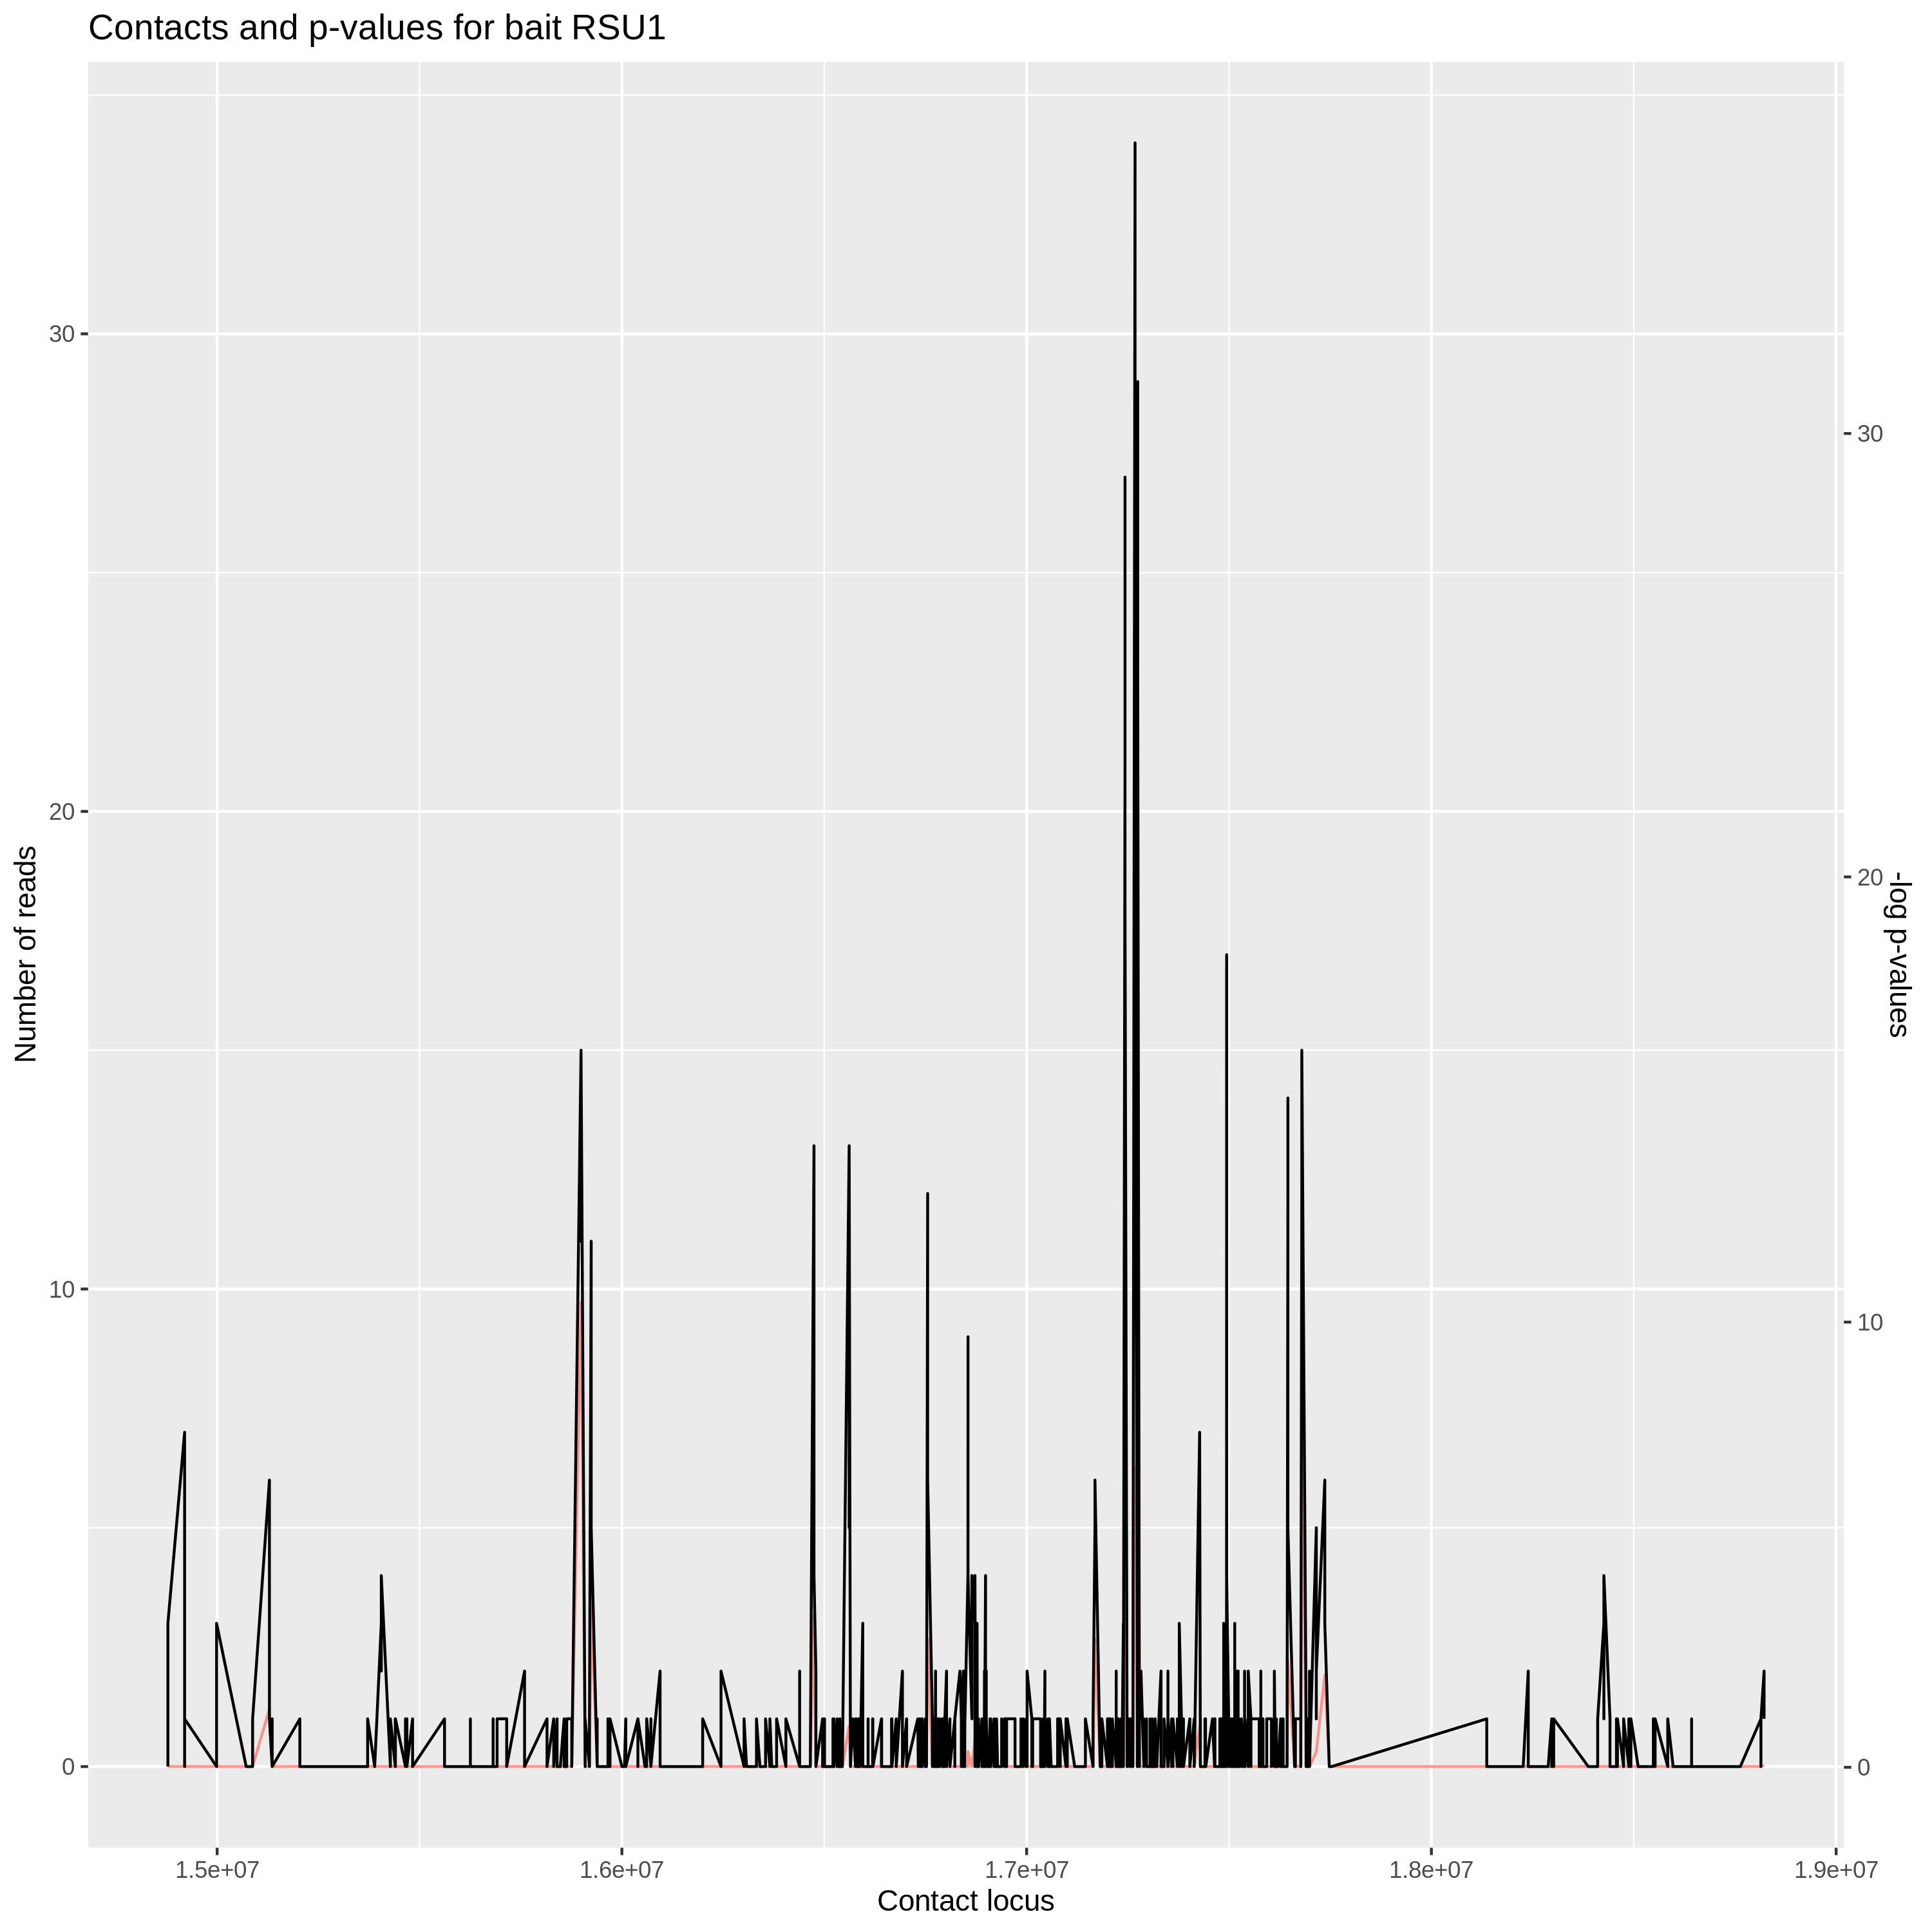 Contacts and p-values for bait RSU1
30
20
10
0
Number of reads
30
20
10
0
-log p-values
1.5e+07 1.6e+07 1.7e+07 1.8e+07 1.9e+07
Contact locus